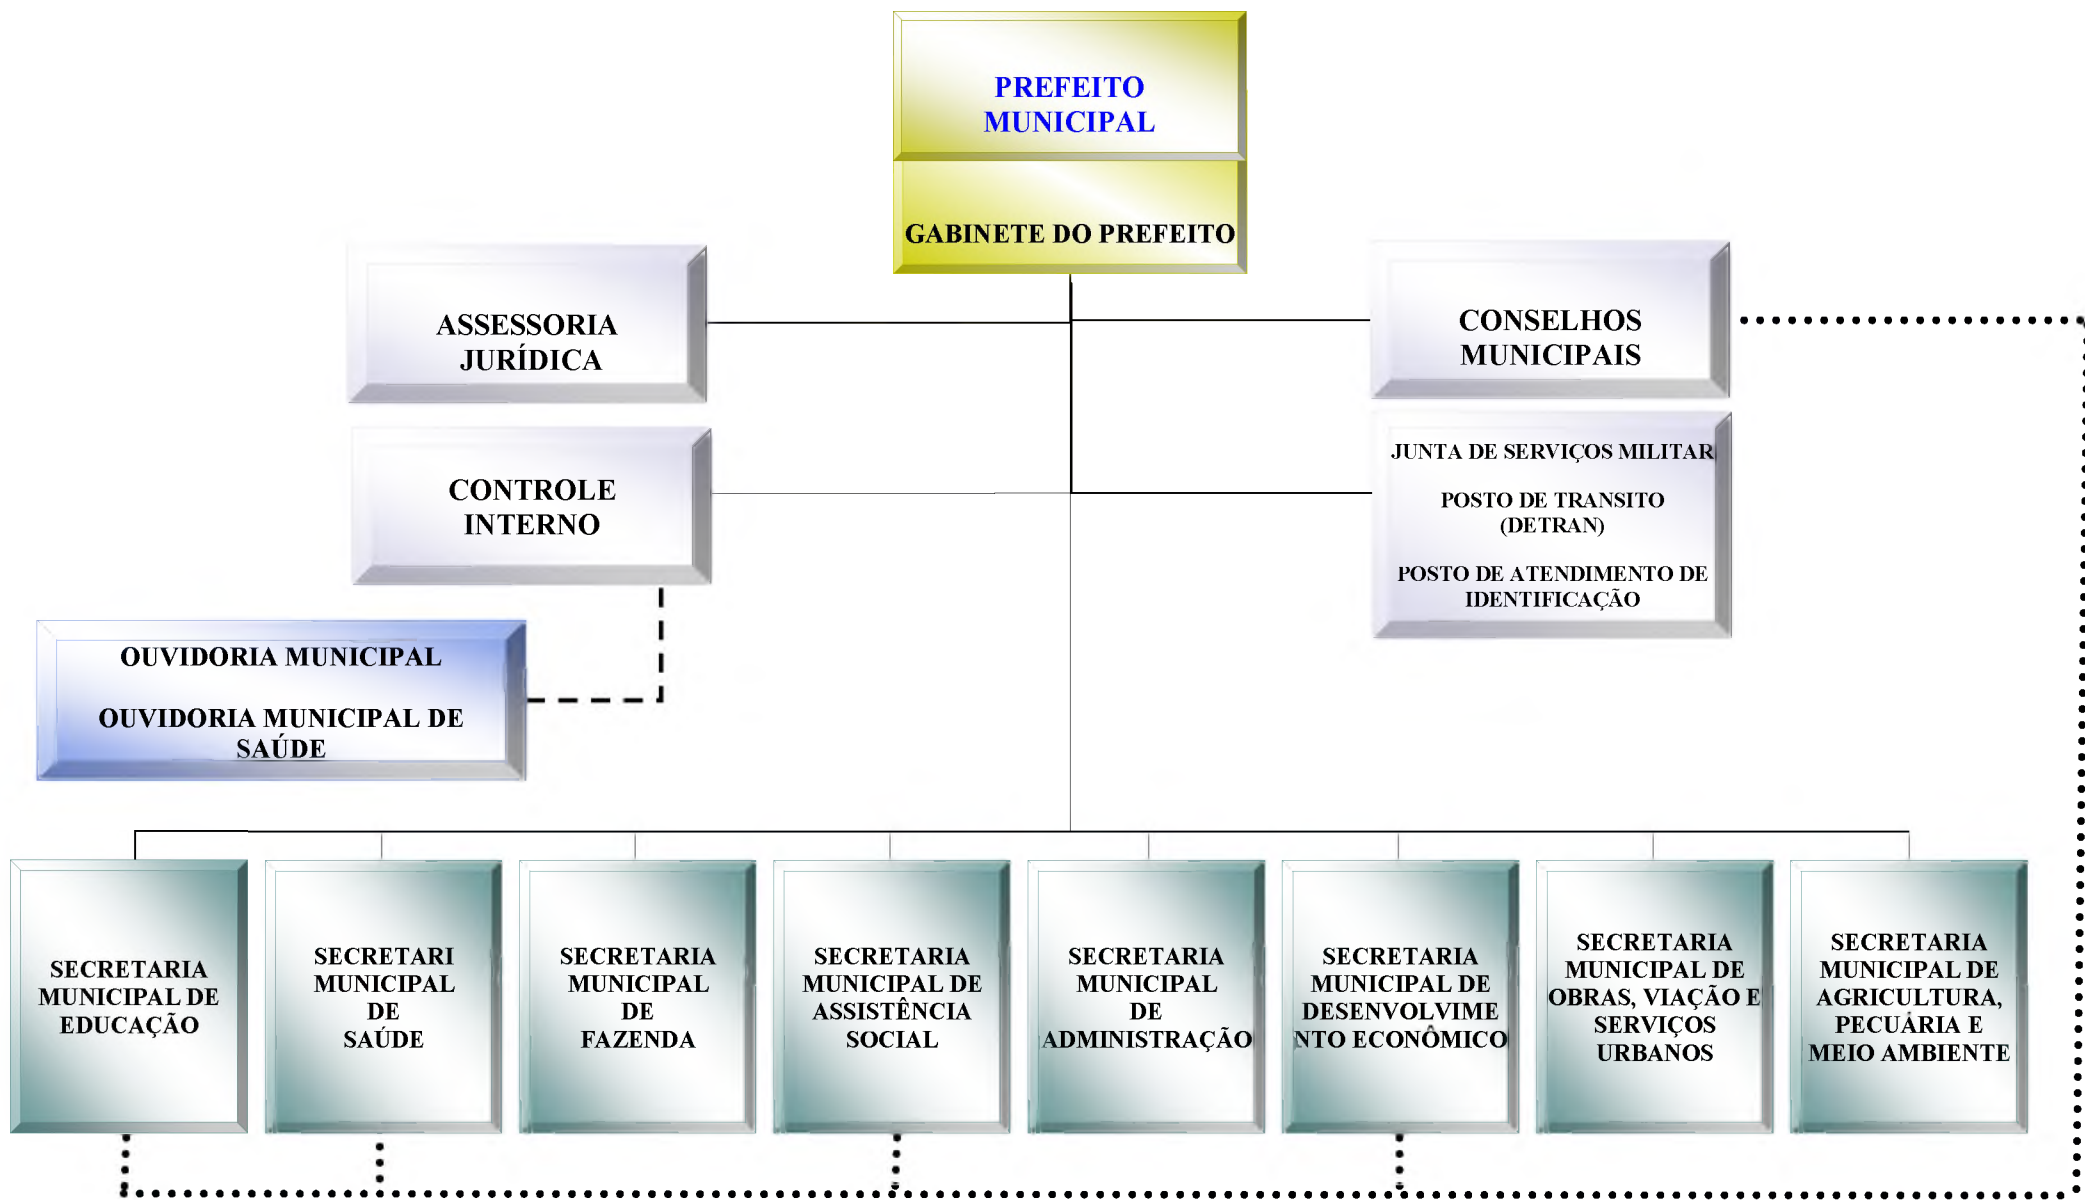 PREFEITO
MUNICIPAL
GABINETE DO PREFEITO
ASSESSORIA
JURÍDICA
CONSELHOS
MUNICIPAIS
CONTROLE
INTERNO
JUNTA DE SERVIÇOS MILITAR
POSTO DE TRANSITO
(DETRAN)
POSTO DE ATENDIMENTO DE
IDENTIFICAÇÃO
OUVIDORIA MUNICIPAL
OUVIDORIA MUNICIPAL DE
SAÚDE
SECRETARIA
MUNICIPAL DE
EDUCAÇÃO
SECRETARI
MUNICIPAL
DE
SAÚDE
SECRETARIA
MUNICIPAL
DE
FAZENDA
SECRETARIA
MUNICIPAL DE
ASSISTÊNCIA
SOCIAL
SECRETARIA
MUNICIPAL
DE
ADMINISTRAÇÃO
SECRETARIA
MUNICIPAL DE
DESENVOLVIME
NTO ECONÔMICO
SECRETARIA
MUNICIPAL DE
OBRAS, VIAÇÃO E
SERVIÇOS
URBANOS
SECRETARIA
MUNICIPAL DE
AGRICULTURA,
PECUÁRIA E
MEIO AMBIENTE